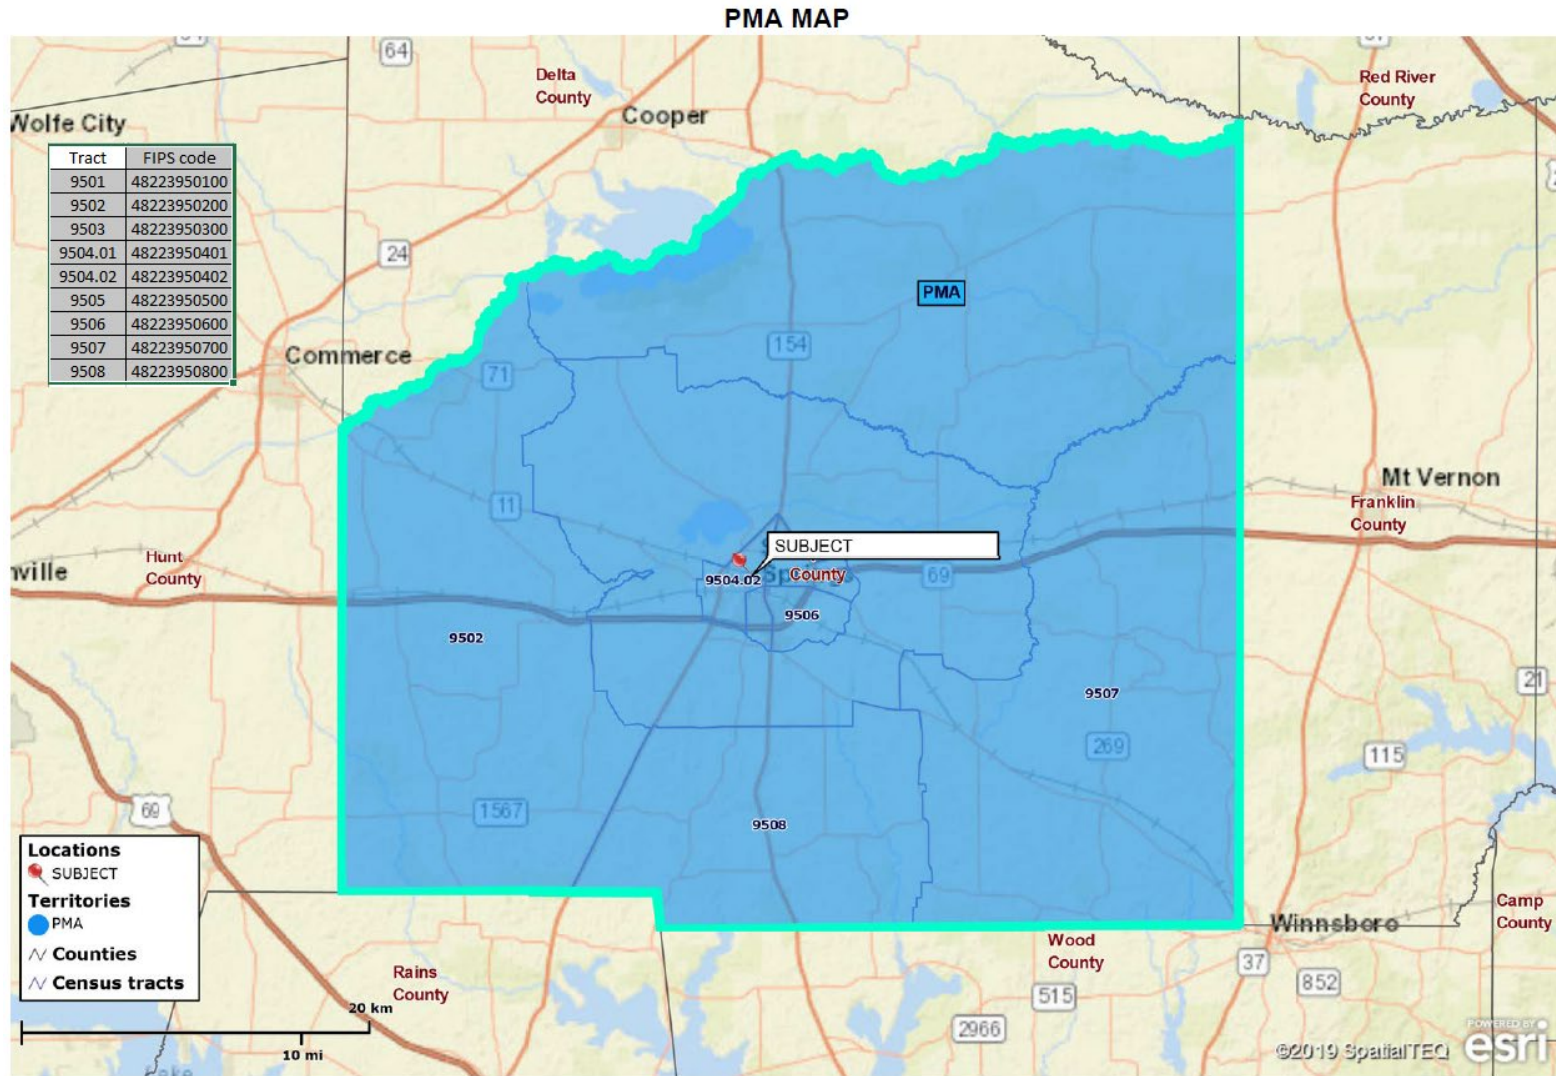 PMA MAP
64
Delta
County
Red River
County
Cooper
Wolfe City
Tract FIPS code
9501 48223950100
9502 48223950200
9503 48223950300
9504.01 48223950401
9504.02 48223950402
9505 48223950500
9506 48223950600
9507 48223950700
9508 48223950800
24
PMA
154
Commerce
71
Mt Vernon
11
Franklin
County
SUBJECT
Hunt
County
nville
9504.02
County
69
9506
9502
21
9507
269
115
1567
69
9508
Locations
SUBJECT
Territories
PMA
Counties
Census tracts
Winnsboro
Camp
County
Wood
County
37
Rains
County
852
515
20 km
2966
10 mi
©2019 SpatialTEQ
POWERED BY
esri